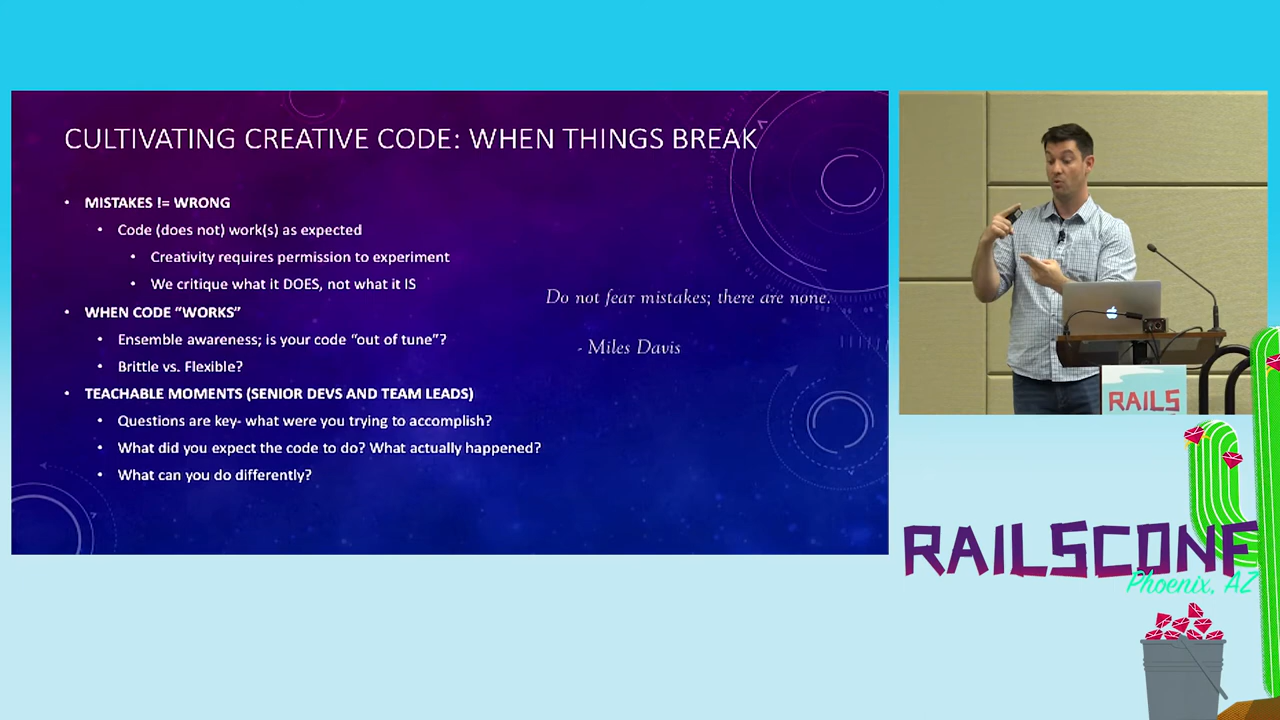 CULTIVATING CREATIVE CODE: WHEN THINGS BREAK
• MISTAKES != WRONG
• Code (does not) work(s) as expected
• Creativity requires permission to experiment
• We critique what it DOES, not what it IS
• WHEN CODE “WORKS”
• Ensemble awareness; is your code “out of tune”?
• Brittle vs. Flexible?
• TEACHABLE MOMENTS (SENIOR DEVS AND TEAM LEADS)
• Questions are key- what were you trying to accomplish?
• What did you expect the code to do? What actually happened?
• What can you do differently?
Do not fear mistakes; there are none.
- Miles Davis
RAILS
RAILSCONF
Phoenix, AZ